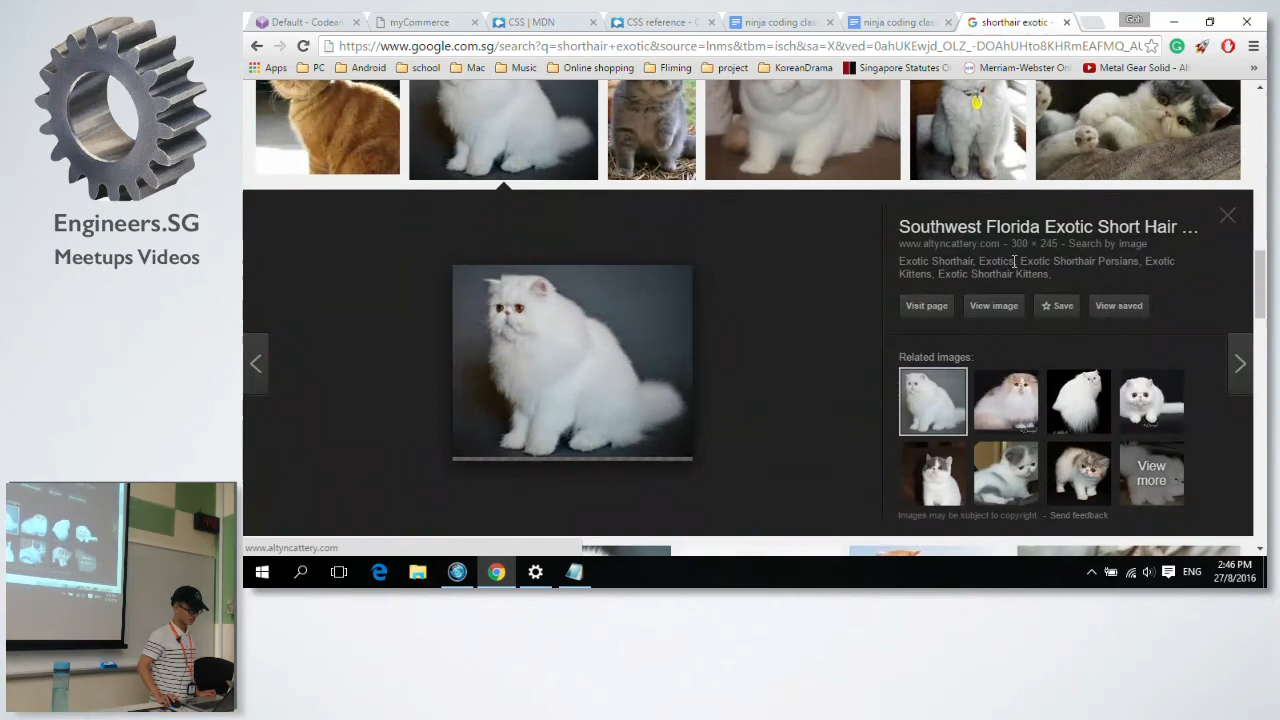 Default - Codean
myCommerce
CSS | MDN
CSS reference - C
ninja coding clas
ninja coding clas
shorthair exotic -
Goh
https://www.google.com.sg/search?q=shorthair+exotic&source=lnms&tbm=isch&sa=X&ved=0ahUKEwjd_OLZ_-DOAhUHto8KHRmEAFMQ_AU
Apps
PC
Android
school
Mac
Music
Online shopping
Fliming
project
KoreanDrama
Singapore Statutes O
Merriam-Webster On
Metal Gear Solid - Al
»
Engineers.SG
Meetups Videos
Southwest Florida Exotic Short Hair ...
www.altyncattery.com - 300 × 245 - Search by image
Exotic Shorthair, Exotics, Exotic Shorthair Persians, Exotic
Kittens, Exotic Shorthair Kittens,
Visit page
View image
Save
View saved
Related images:
View
more
Images may be subject to copyright. - Send feedback
www.altyncattery.com
ENG
2:46 PM
27/8/2016